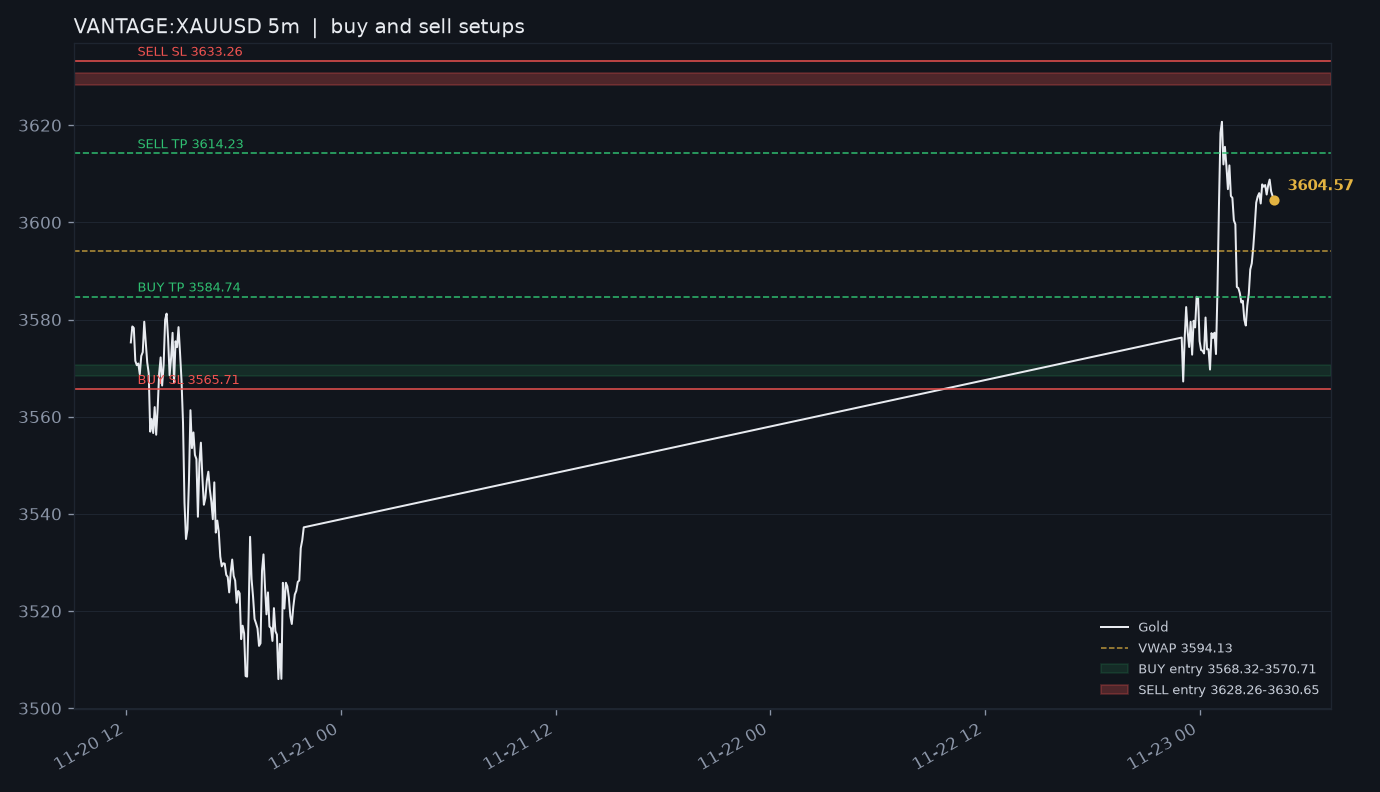 VANTAGE:XAUUSD 5m | buy and sell setups
SELL SL 3633.26
3620
SELL TP 3614.23
3604.57
3600
BUY TP 3584.74
3580
BUY SL 3565.71
3560
3540
3520
3500
Gold
VWAP 3594.13
BUY entry 3568.32-3570.71
SELL entry 3628.26-3630.65
11-20 12
11-21 00
11-21 12
11-22 00
11-22 12
11-23 00